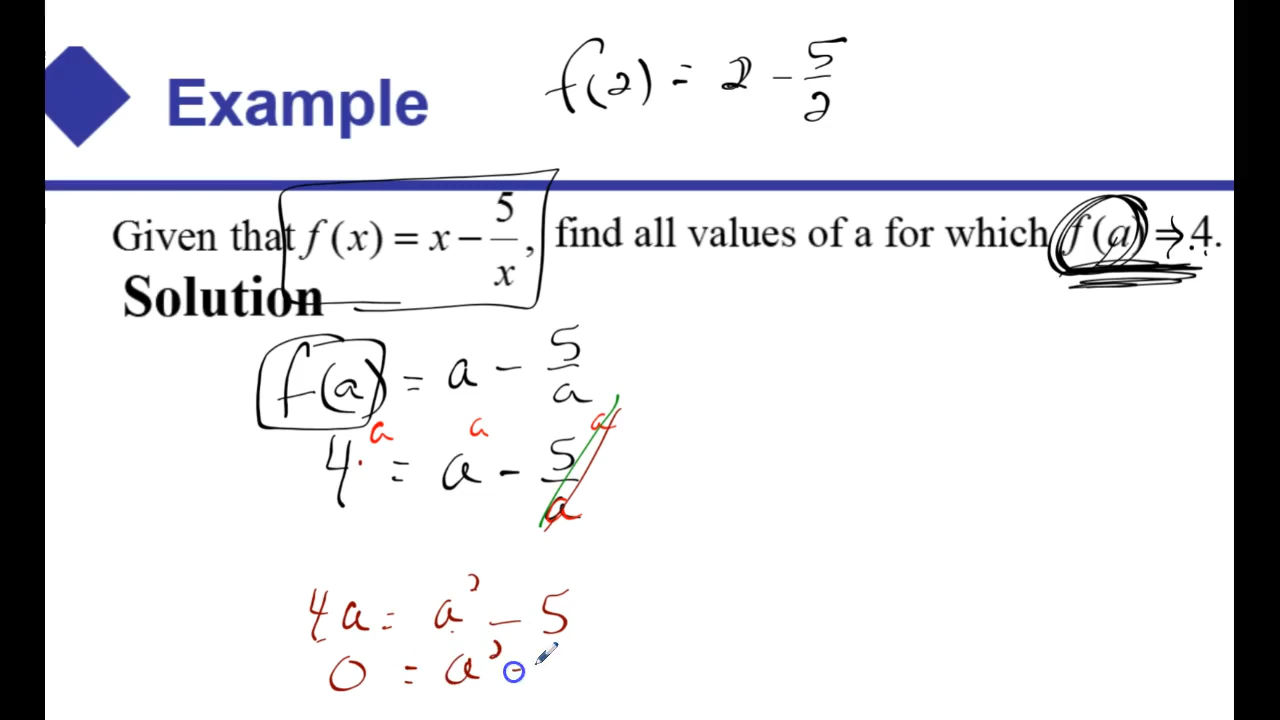 f(2) = 2 - 5/2
Example
Given that f(x) = x - 5/x, find all values of a for which f(a) = 4.
Solution
f(a) = a - 5/a
a a a
4· = a - 5/a
4a = a² - 5
0 = a² -